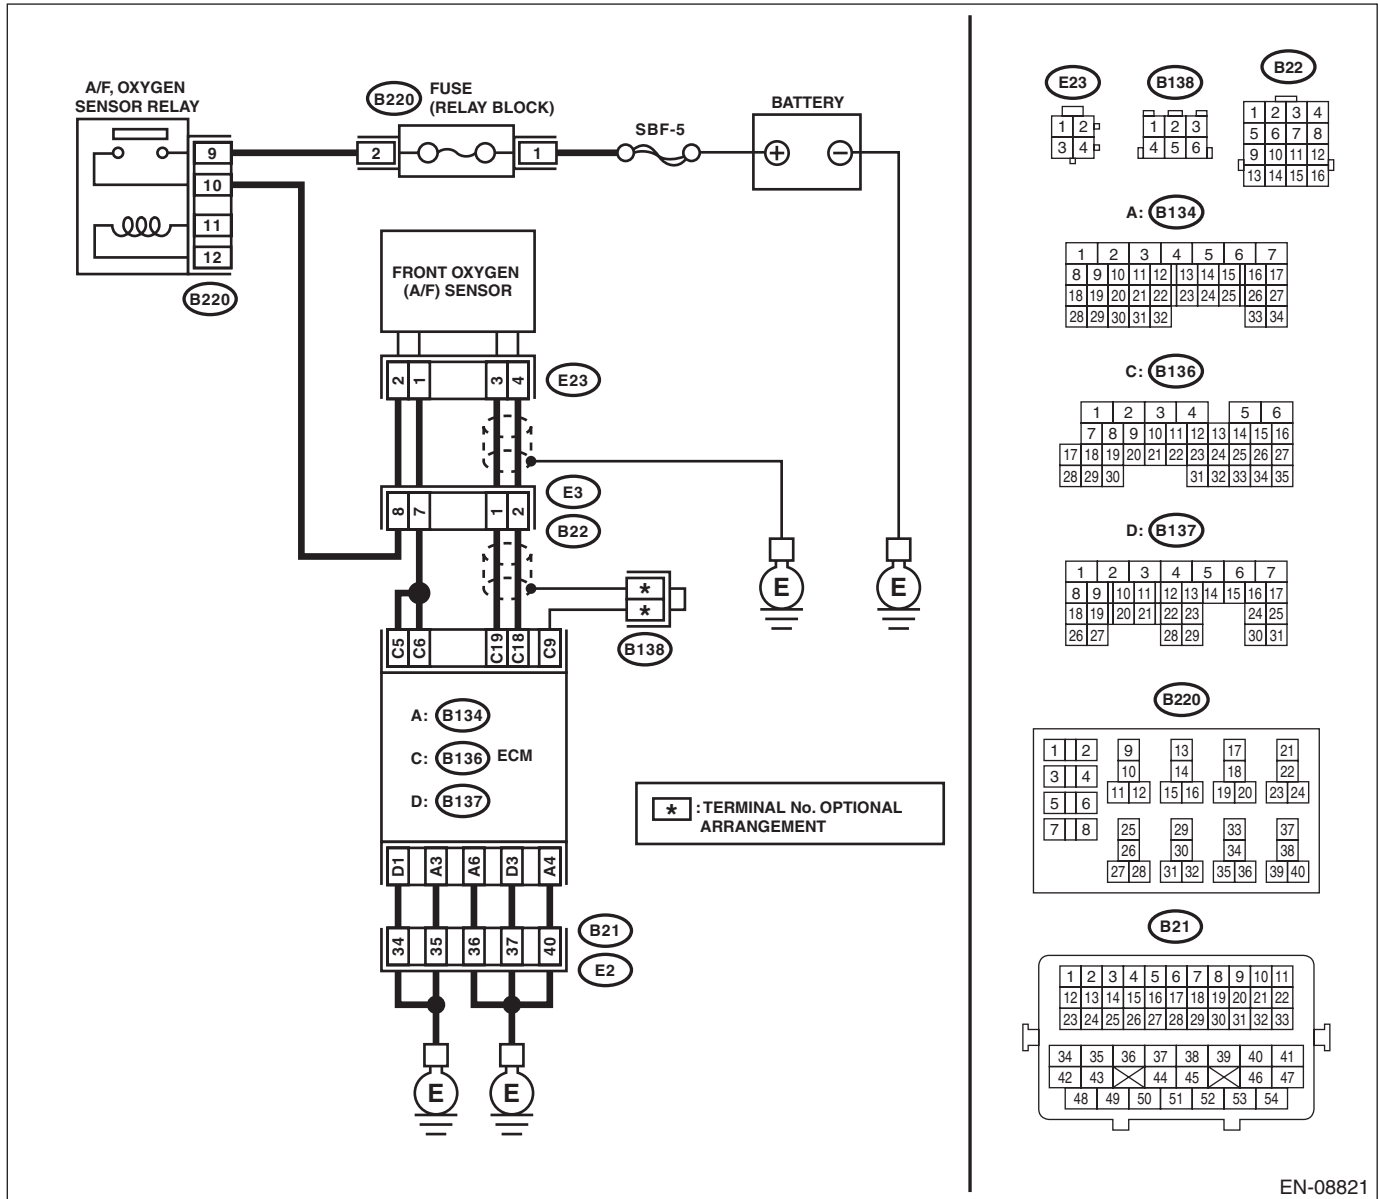 A/F, OXYGEN
SENSOR RELAY
9
10
11
12
B220
B220
FUSE
(RELAY BLOCK)
2
1
SBF-5
BATTERY
+
−
FRONT OXYGEN
(A/F) SENSOR
2 1 3 4
E23
8 7 1 2
E3
B22
*
*
B138
C5 C6 C19 C18 C9
A: B134
C: B136 ECM
D: B137
D1 A3 A6 D3 A4
34 35 36 37 40
B21
E2
E
E
E
E
* : TERMINAL No. OPTIONAL
ARRANGEMENT
E23
1 2
3 4
B138
1 2 3
4 5 6
B22
1 2 3 4
5 6 7 8
9 10 11 12
13 14 15 16
A: B134
1 2 3 4 5 6 7
8 9 10 11 12 13 14 15 16 17
18 19 20 21 22 23 24 25 26 27
28 29 30 31 32 33 34
C: B136
1 2 3 4 5 6
7 8 9 10 11 12 13 14 15 16
17 18 19 20 21 22 23 24 25 26 27
28 29 30 31 32 33 34 35
D: B137
1 2 3 4 5 6 7
8 9 10 11 12 13 14 15 16 17
18 19 20 21 22 23 24 25
26 27 28 29 30 31
B220
1 2
3 4
5 6
7 8
9
10
11 12
13
14
15 16
17
18
19 20
21
22
23 24
25
26
27 28
29
30
31 32
33
34
35 36
37
38
39 40
B21
1 2 3 4 5 6 7 8 9 10 11
12 13 14 15 16 17 18 19 20 21 22
23 24 25 26 27 28 29 30 31 32 33
34 35 36 37 38 39 40 41
42 43 44 45 46 47
48 49 50 51 52 53 54
EN-08821